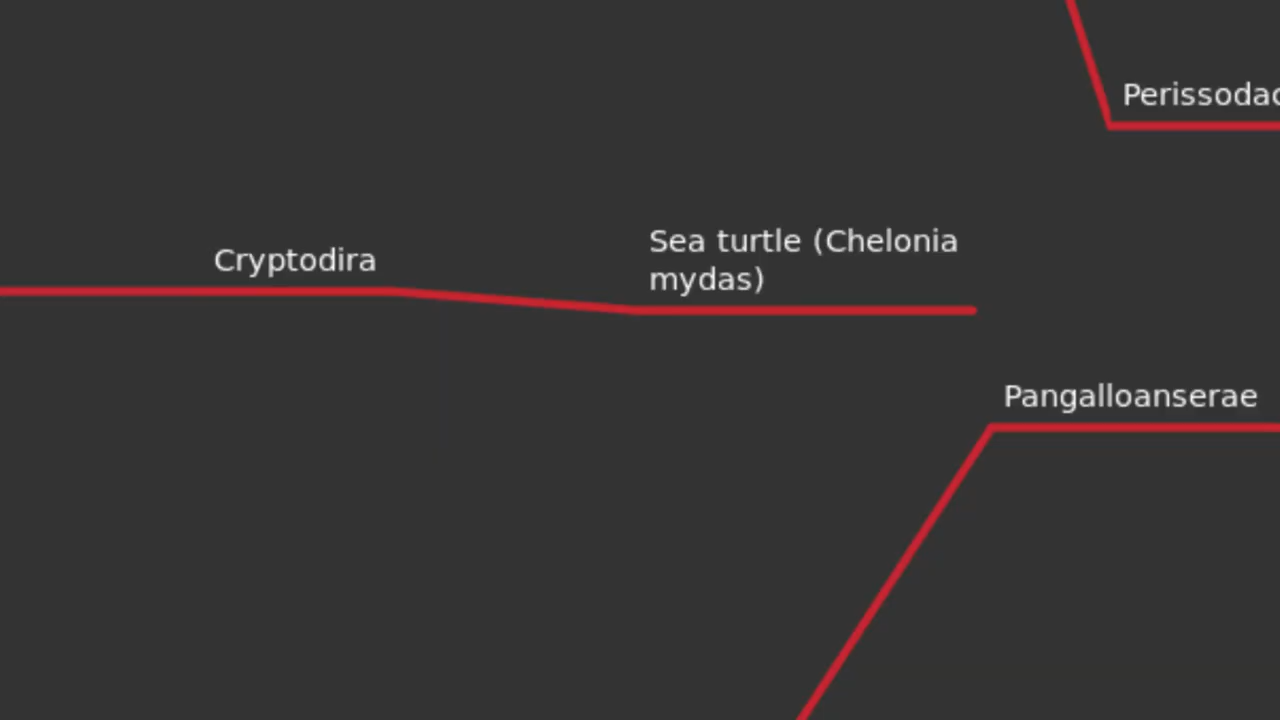 Perissodac
Sea turtle (Chelonia
mydas)
Cryptodira
Pangalloanserae